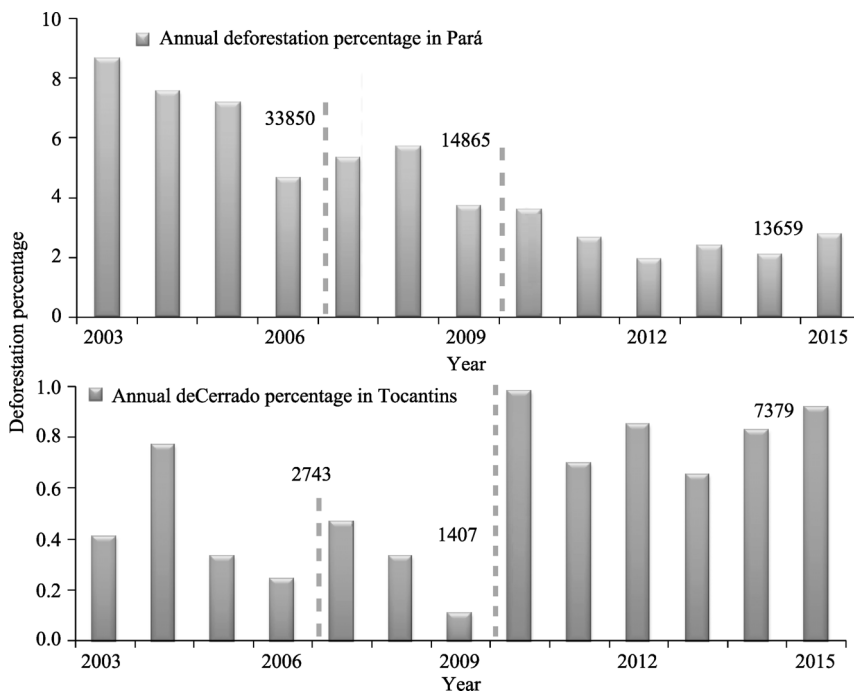 10
Annual deforestation percentage in Pará
8
33850
6
14865
4
13659
2
0
2003 2006 2009 2012 2015
Year
Deforestation percentage
1.0
Annual deCerrado percentage in Tocantins
7379
0.8
2743
0.6
1407
0.4
0.2
0.0
2003 2006 2009 2012 2015
Year